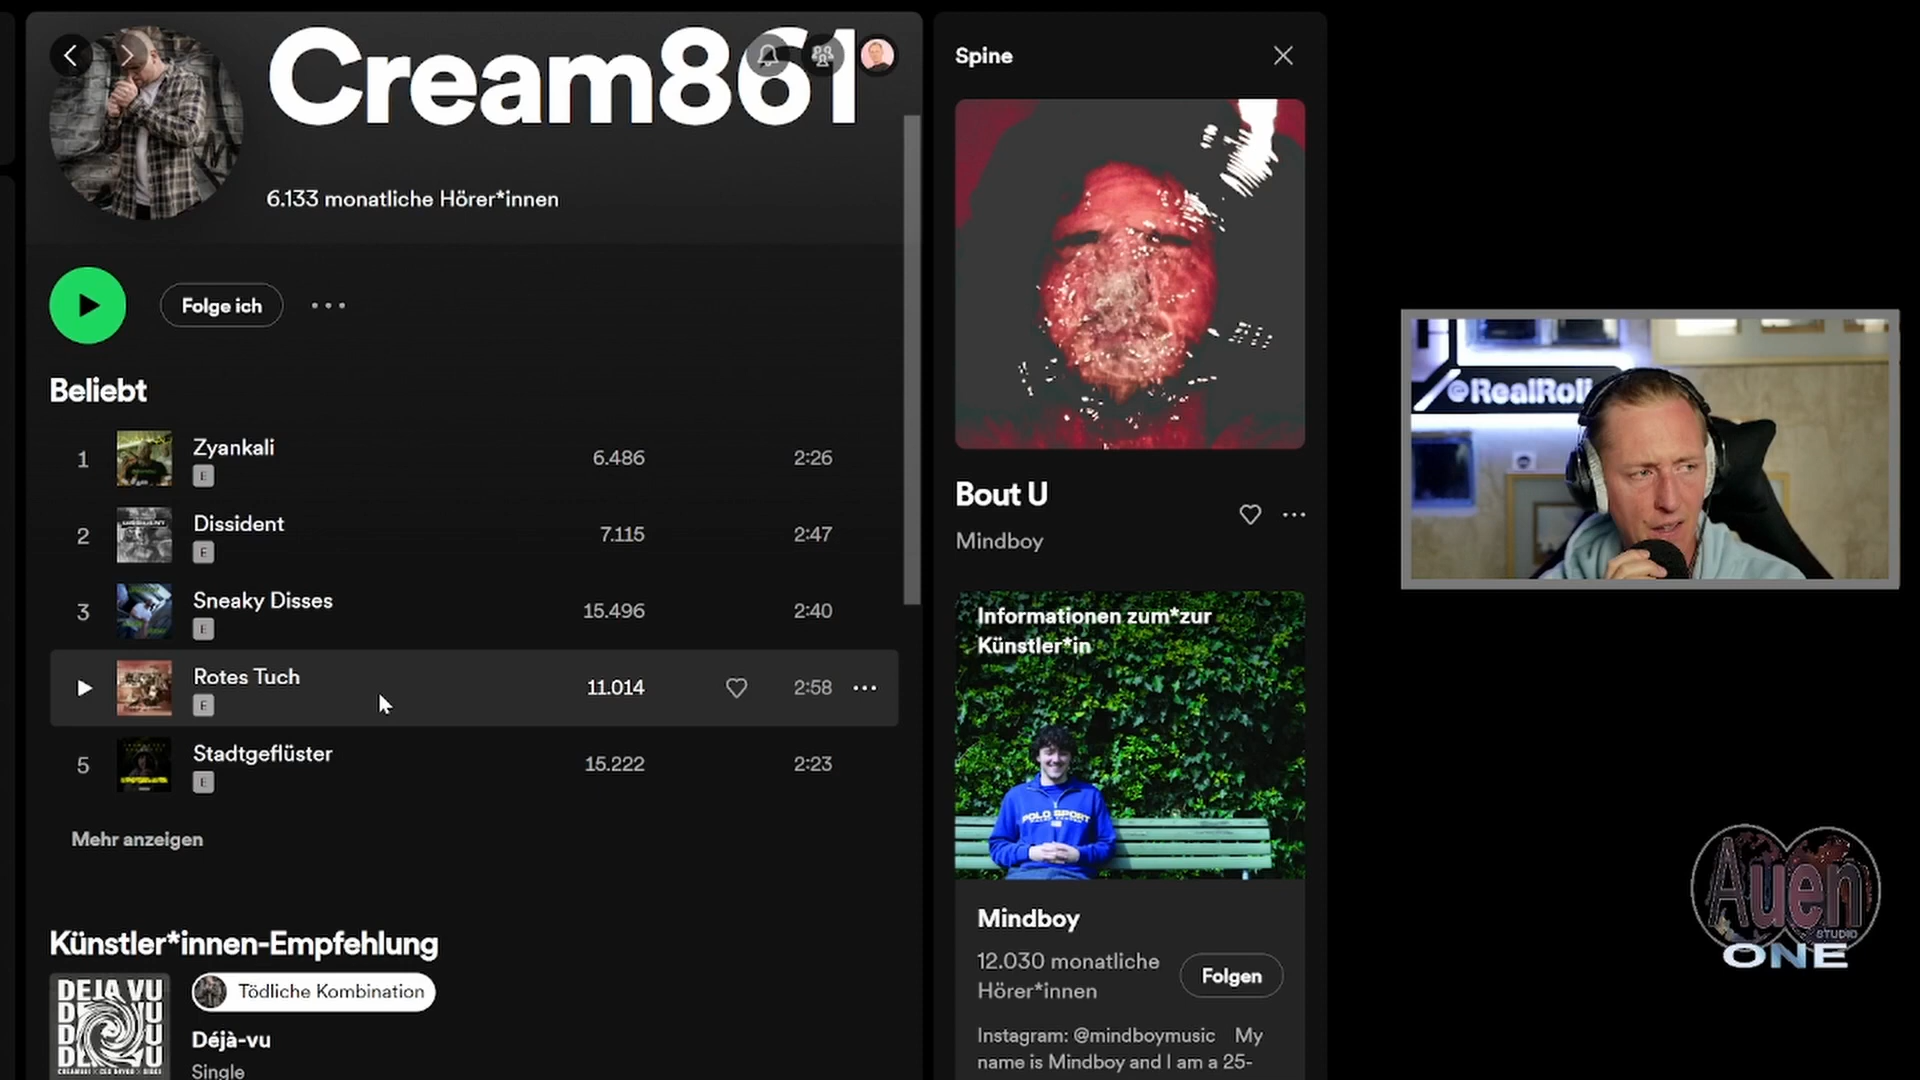 Cream861
6.133 monatliche Hörer*innen
Folge ich
Beliebt
1
Zyankali
E
6.486
2:26
2
Dissident
E
7.115
2:47
3
Sneaky Disses
E
15.496
2:40
Rotes Tuch
E
11.014
2:58
5
Stadtgeflüster
E
15.222
2:23
Mehr anzeigen
Künstler*innen-Empfehlung
DEJA VU
Tödliche Kombination
Déjà-vu
Single
Spine
Bout U
Mindboy
Informationen zum*zur
Künstler*in
POLO SPORT
Mindboy
12.030 monatliche
Hörer*innen
Folgen
Instagram: @mindboymusic My
name is Mindboy and I am a 25-
@RealRoli
Auen
STUDIO
ONE